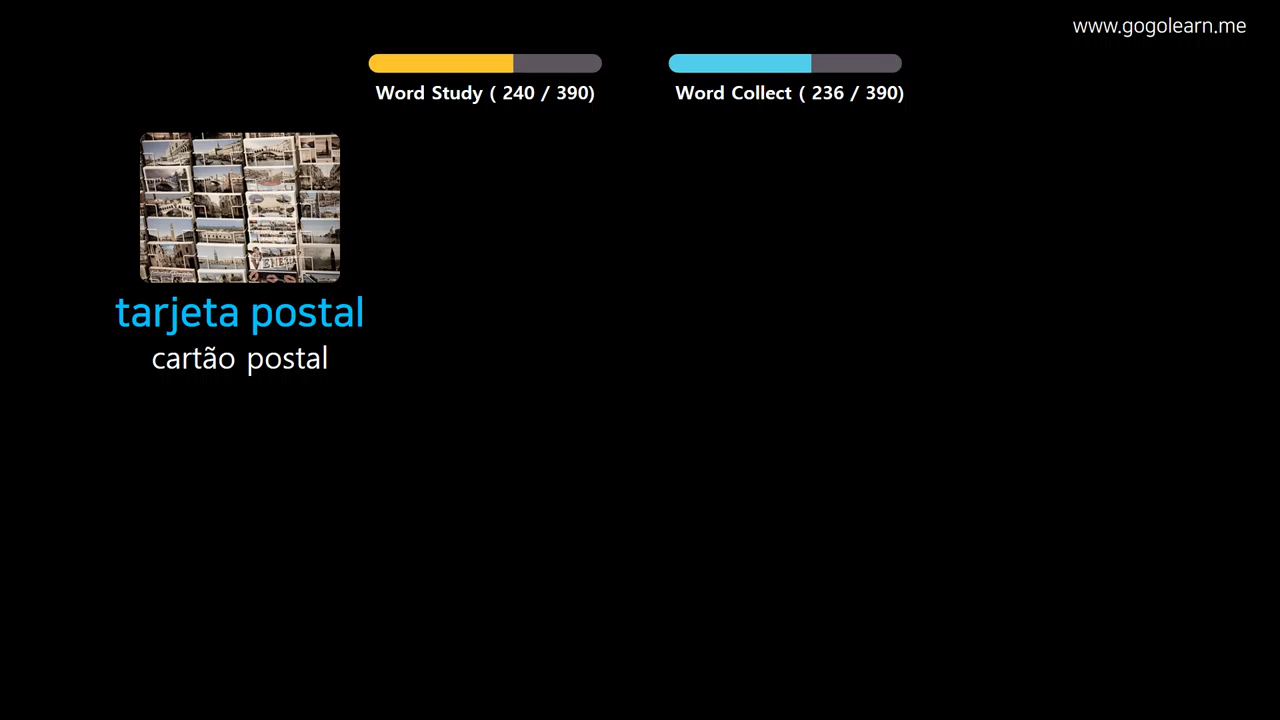 www.gogolearn.me
Word Study ( 240 / 390)
Word Collect ( 236 / 390)
tarjeta postal
cartão postal